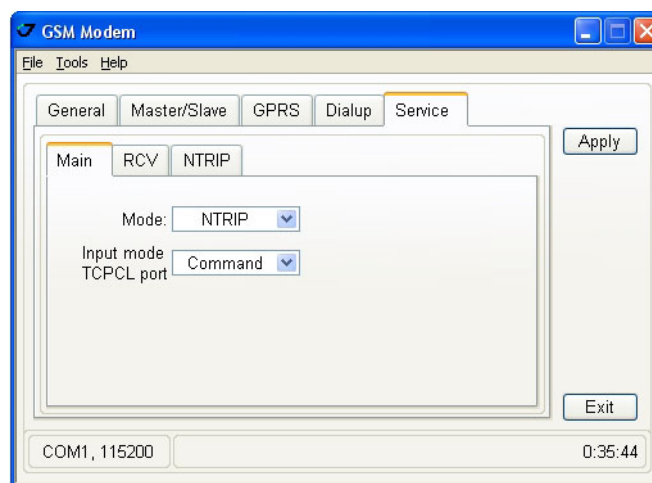 GSM Modem
File Tools Help
General Master/Slave GPRS Dialup Service
Apply
Main RCV NTRIP
Mode: NTRIP
Input mode
TCPCL port Command
Exit
COM1, 115200 0:35:44